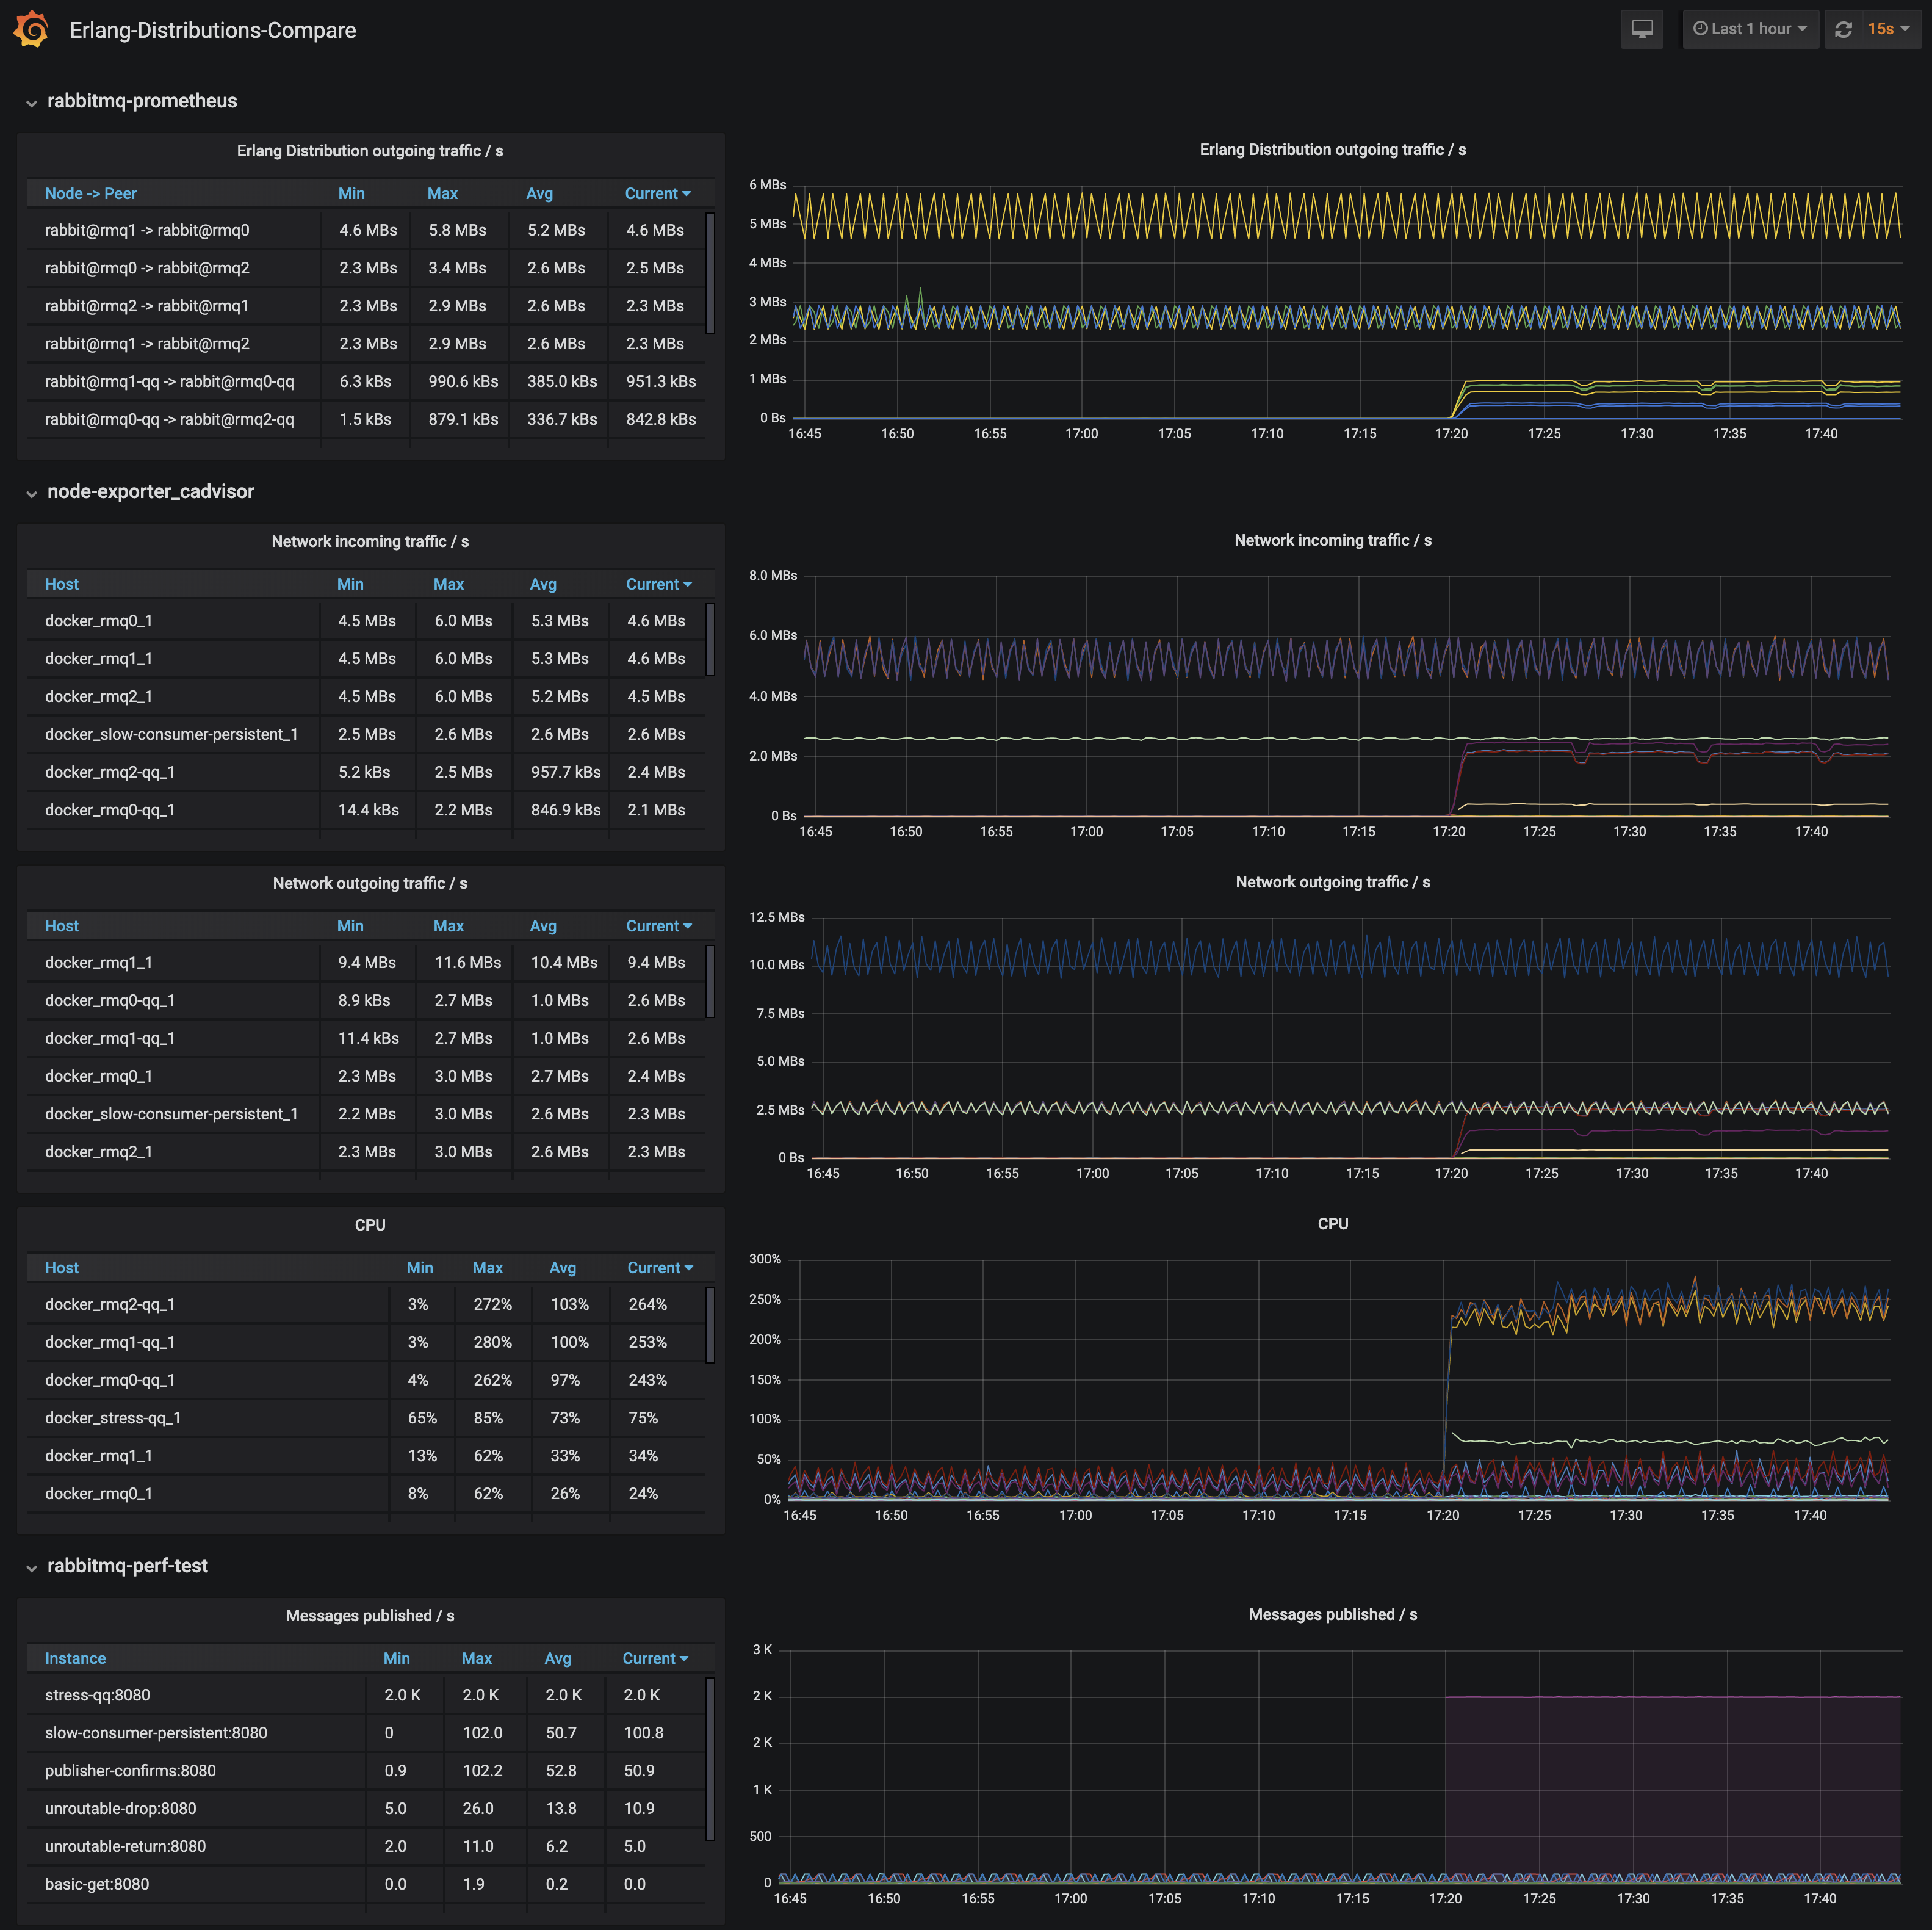 Erlang-Distributions-Compare
Last 1 hour
15s
rabbitmq-prometheus
Erlang Distribution outgoing traffic / s
Node -> Peer Min Max Avg Current
rabbit@rmq1 -> rabbit@rmq0 4.6 MBs 5.8 MBs 5.2 MBs 4.6 MBs
rabbit@rmq0 -> rabbit@rmq2 2.3 MBs 3.4 MBs 2.6 MBs 2.5 MBs
rabbit@rmq2 -> rabbit@rmq1 2.3 MBs 2.9 MBs 2.6 MBs 2.3 MBs
rabbit@rmq1 -> rabbit@rmq2 2.3 MBs 2.9 MBs 2.6 MBs 2.3 MBs
rabbit@rmq1-qq -> rabbit@rmq0-qq 6.3 kBs 990.6 kBs 385.0 kBs 951.3 kBs
rabbit@rmq0-qq -> rabbit@rmq2-qq 1.5 kBs 879.1 kBs 336.7 kBs 842.8 kBs
Erlang Distribution outgoing traffic / s
6 MBs
5 MBs
4 MBs
3 MBs
2 MBs
1 MBs
0 Bs
16:45 16:50 16:55 17:00 17:05 17:10 17:15 17:20 17:25 17:30 17:35 17:40
node-exporter_cadvisor
Network incoming traffic / s
Host Min Max Avg Current
docker_rmq0_1 4.5 MBs 6.0 MBs 5.3 MBs 4.6 MBs
docker_rmq1_1 4.5 MBs 6.0 MBs 5.3 MBs 4.6 MBs
docker_rmq2_1 4.5 MBs 6.0 MBs 5.2 MBs 4.5 MBs
docker_slow-consumer-persistent_1 2.5 MBs 2.6 MBs 2.6 MBs 2.6 MBs
docker_rmq2-qq_1 5.2 kBs 2.5 MBs 957.7 kBs 2.4 MBs
docker_rmq0-qq_1 14.4 kBs 2.2 MBs 846.9 kBs 2.1 MBs
Network incoming traffic / s
8.0 MBs
6.0 MBs
4.0 MBs
2.0 MBs
0 Bs
16:45 16:50 16:55 17:00 17:05 17:10 17:15 17:20 17:25 17:30 17:35 17:40
Network outgoing traffic / s
Host Min Max Avg Current
docker_rmq1_1 9.4 MBs 11.6 MBs 10.4 MBs 9.4 MBs
docker_rmq0-qq_1 8.9 kBs 2.7 MBs 1.0 MBs 2.6 MBs
docker_rmq1-qq_1 11.4 kBs 2.7 MBs 1.0 MBs 2.6 MBs
docker_rmq0_1 2.3 MBs 3.0 MBs 2.7 MBs 2.4 MBs
docker_slow-consumer-persistent_1 2.2 MBs 3.0 MBs 2.6 MBs 2.3 MBs
docker_rmq2_1 2.3 MBs 3.0 MBs 2.6 MBs 2.3 MBs
Network outgoing traffic / s
12.5 MBs
10.0 MBs
7.5 MBs
5.0 MBs
2.5 MBs
0 Bs
16:45 16:50 16:55 17:00 17:05 17:10 17:15 17:20 17:25 17:30 17:35 17:40
CPU
Host Min Max Avg Current
docker_rmq2-qq_1 3% 272% 103% 264%
docker_rmq1-qq_1 3% 280% 100% 253%
docker_rmq0-qq_1 4% 262% 97% 243%
docker_stress-qq_1 65% 85% 73% 75%
docker_rmq1_1 13% 62% 33% 34%
docker_rmq0_1 8% 62% 26% 24%
CPU
300%
250%
200%
150%
100%
50%
0%
16:45 16:50 16:55 17:00 17:05 17:10 17:15 17:20 17:25 17:30 17:35 17:40
rabbitmq-perf-test
Messages published / s
Instance Min Max Avg Current
stress-qq:8080 2.0 K 2.0 K 2.0 K 2.0 K
slow-consumer-persistent:8080 0 102.0 50.7 100.8
publisher-confirms:8080 0.9 102.2 52.8 50.9
unroutable-drop:8080 5.0 26.0 13.8 10.9
unroutable-return:8080 2.0 11.0 6.2 5.0
basic-get:8080 0.0 1.9 0.2 0.0
Messages published / s
3 K
2 K
2 K
1 K
500
0
16:45 16:50 16:55 17:00 17:05 17:10 17:15 17:20 17:25 17:30 17:35 17:40